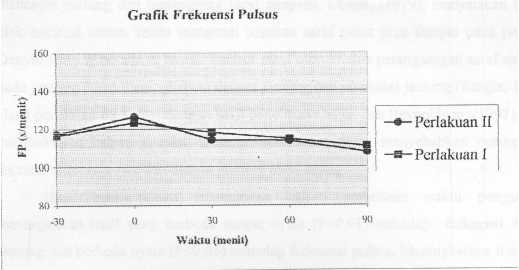 Grafik Frekuensi Pulsus
160
140
120
100
80
FP (x/menit)
-30 0 30 60 90
Waktu (menit)
Perlakuan II
Perlakuan I